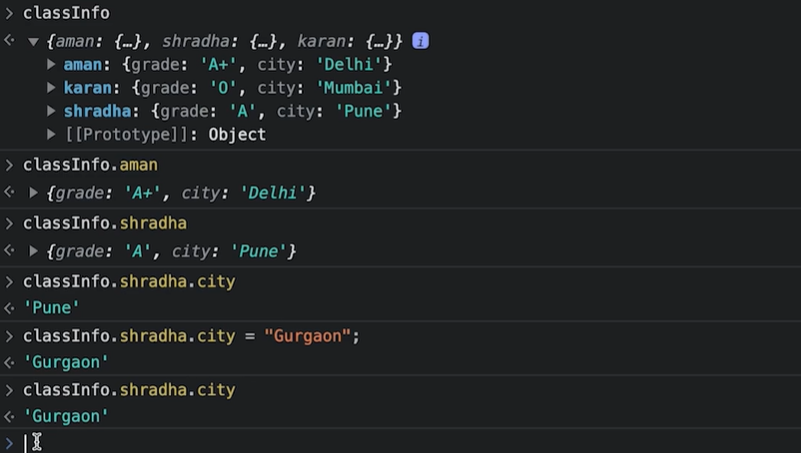 > classInfo
<· ▼ {aman: {…}, shradha: {…}, karan: {…}} i
▶ aman: {grade: 'A+', city: 'Delhi'}
▶ karan: {grade: 'O', city: 'Mumbai'}
▶ shradha: {grade: 'A', city: 'Pune'}
▶ [[Prototype]]: Object
> classInfo.aman
<· ▶ {grade: 'A+', city: 'Delhi'}
> classInfo.shradha
<· ▶ {grade: 'A', city: 'Pune'}
> classInfo.shradha.city
<· 'Pune'
> classInfo.shradha.city = "Gurgaon";
<· 'Gurgaon'
> classInfo.shradha.city
<· 'Gurgaon'
>